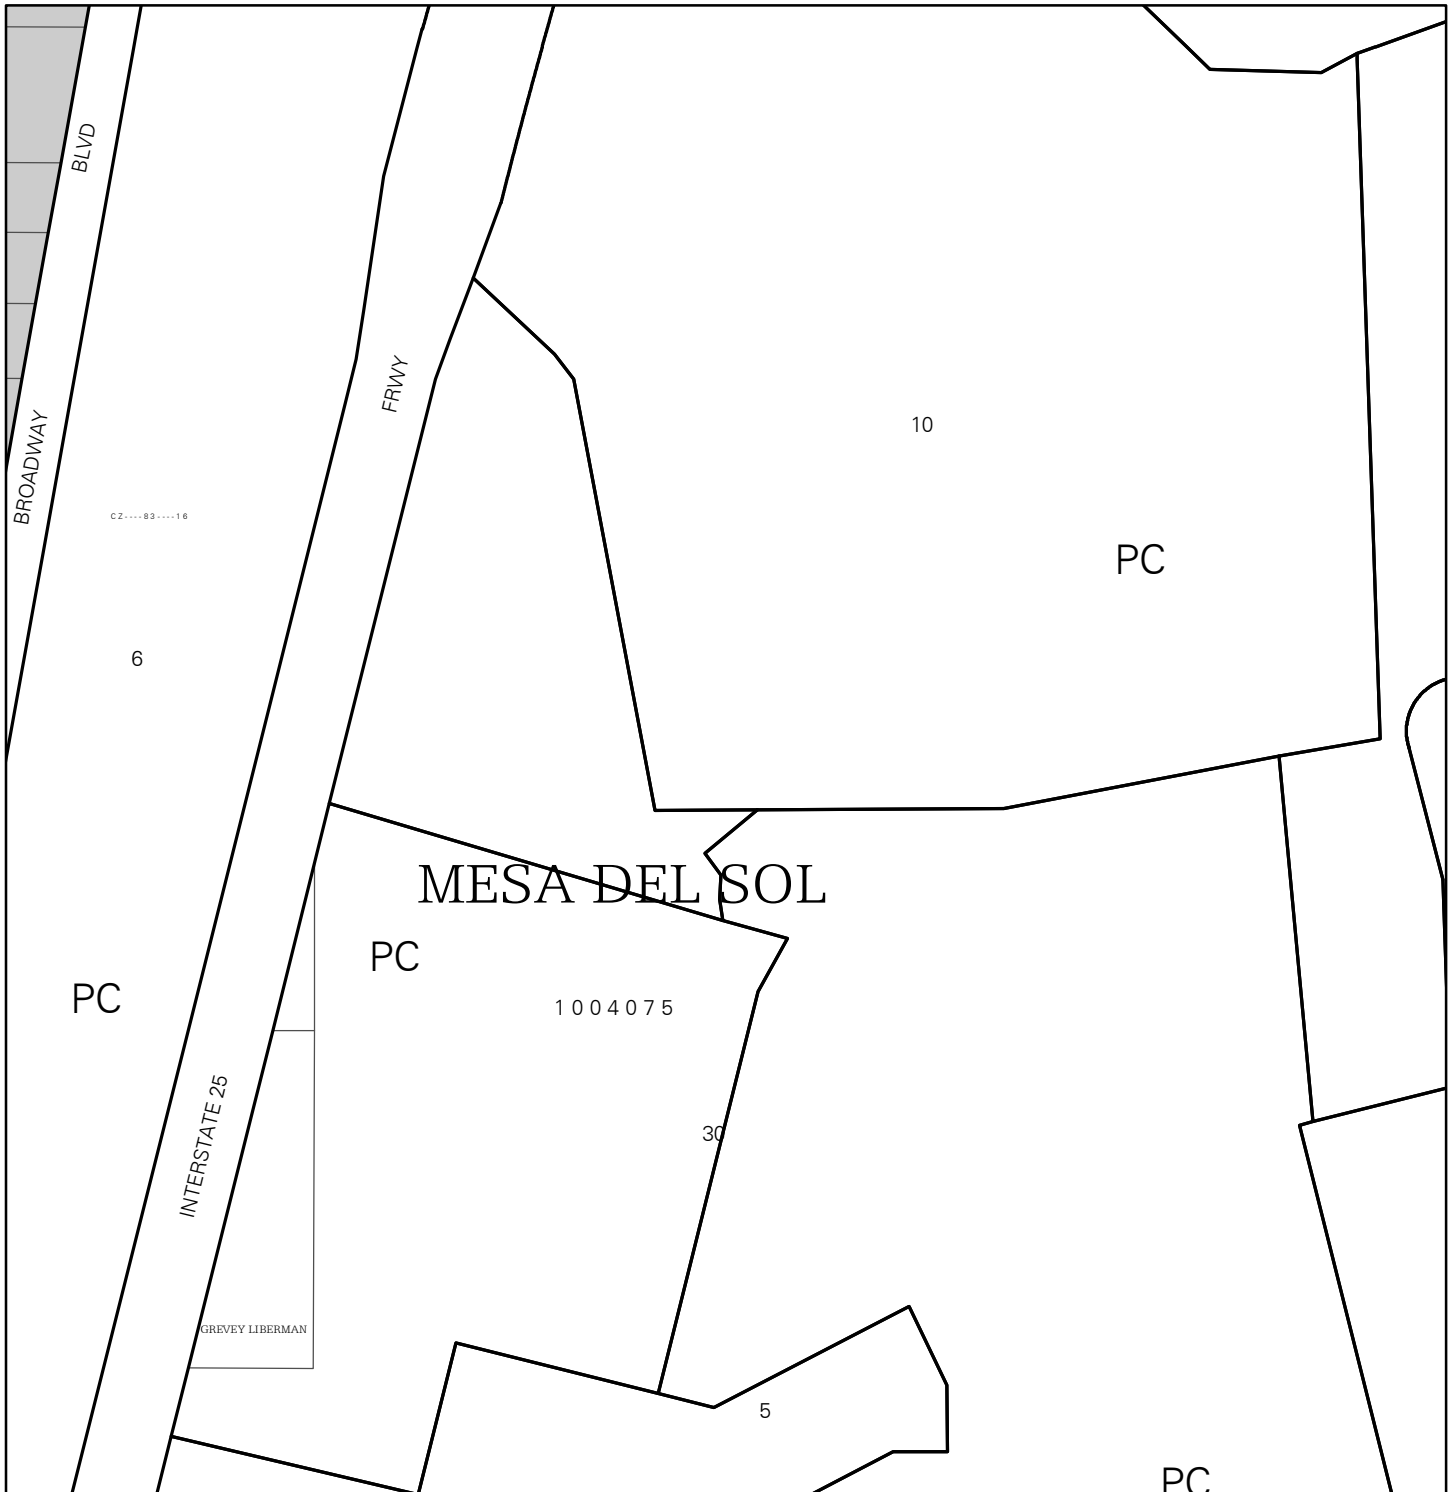 BLVD
FRWY
BROADWAY
10
CZ----83----16
PC
6
MESA DEL SOL
PC
PC
1004075
INTERSTATE 25
30
GREVEY LIBERMAN
5
PC